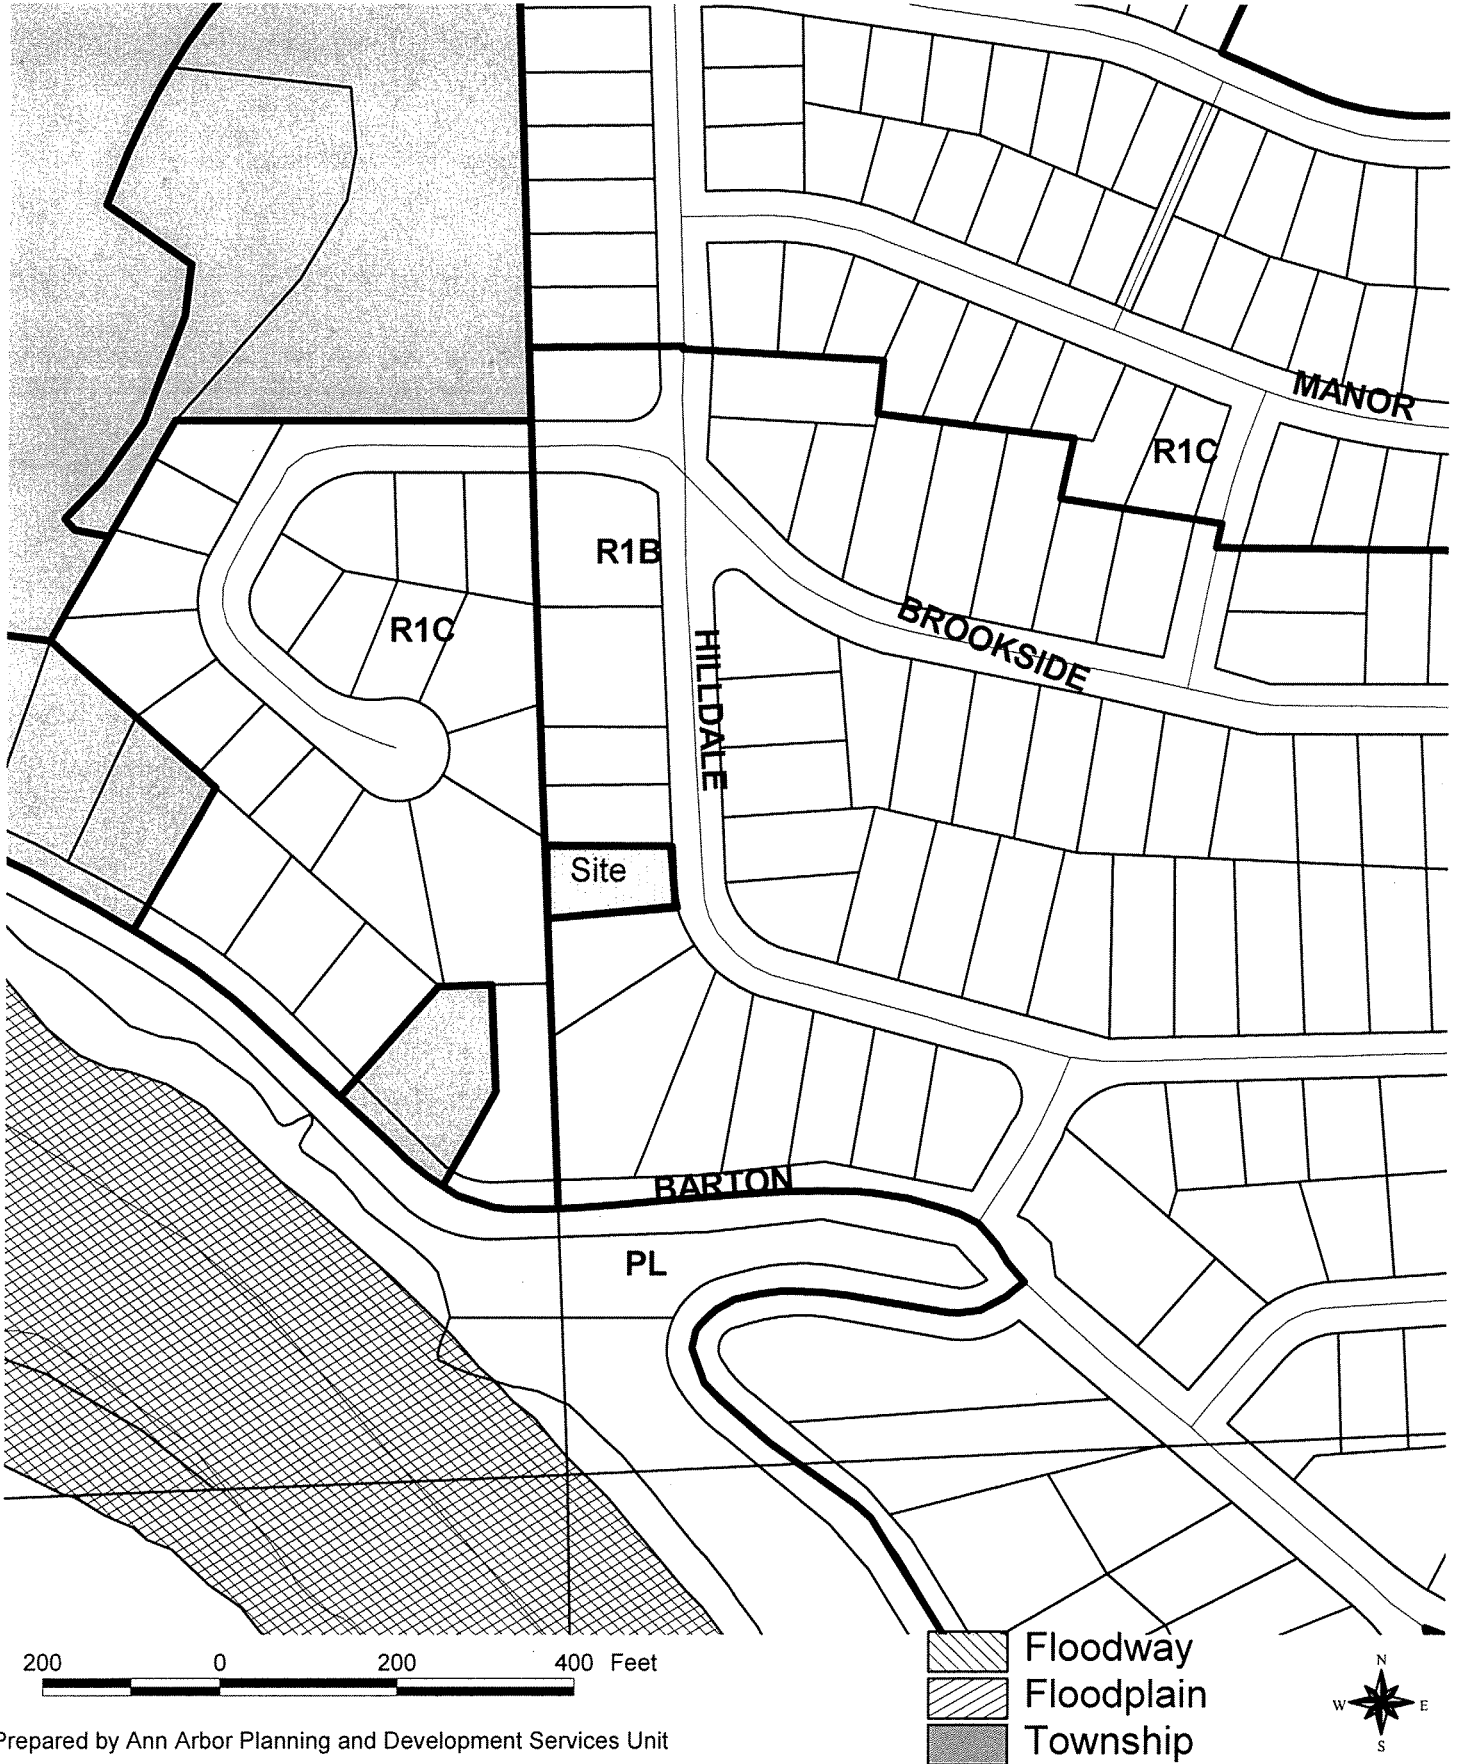 MANOR
R1C
R1B
BROOKSIDE
R1C
HILLDALE
Site
BARTON
PL
200 0 200 400 Feet
Floodway
Floodplain
Township
N
W E
S
Prepared by Ann Arbor Planning and Development Services Unit